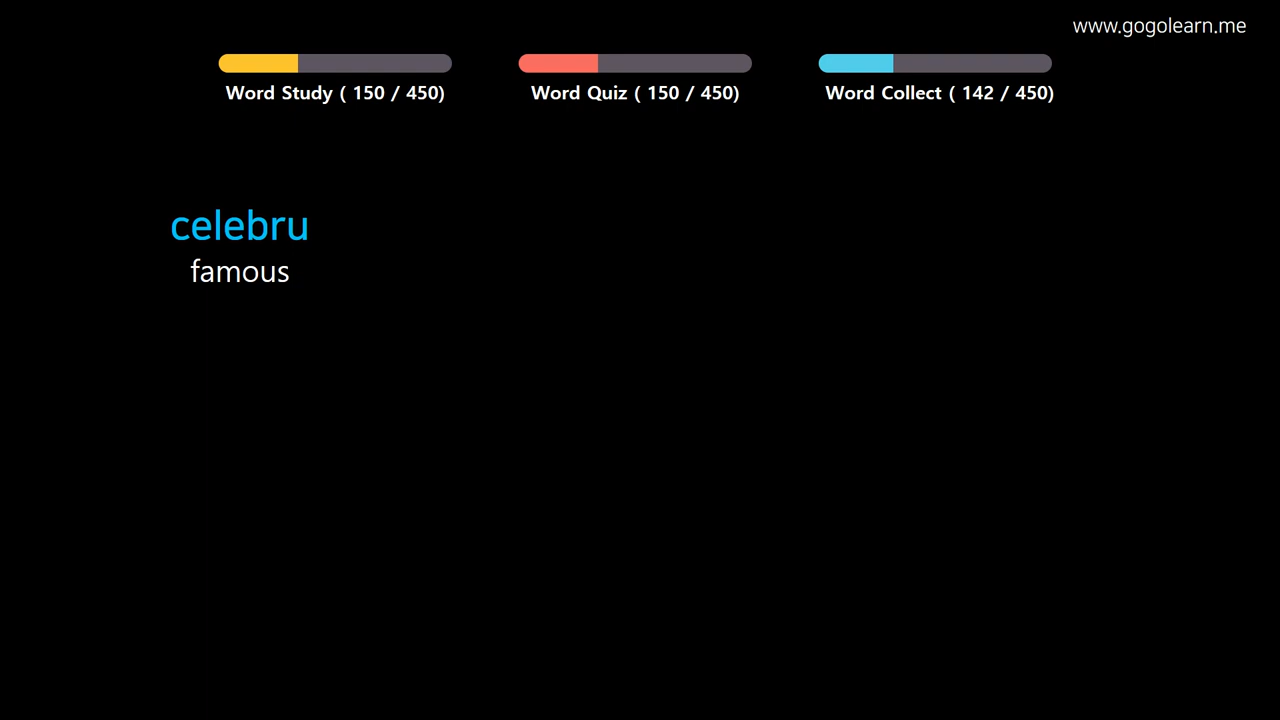 www.gogolearn.me
Word Study ( 150 / 450)
Word Quiz ( 150 / 450)
Word Collect ( 142 / 450)
celebru
famous